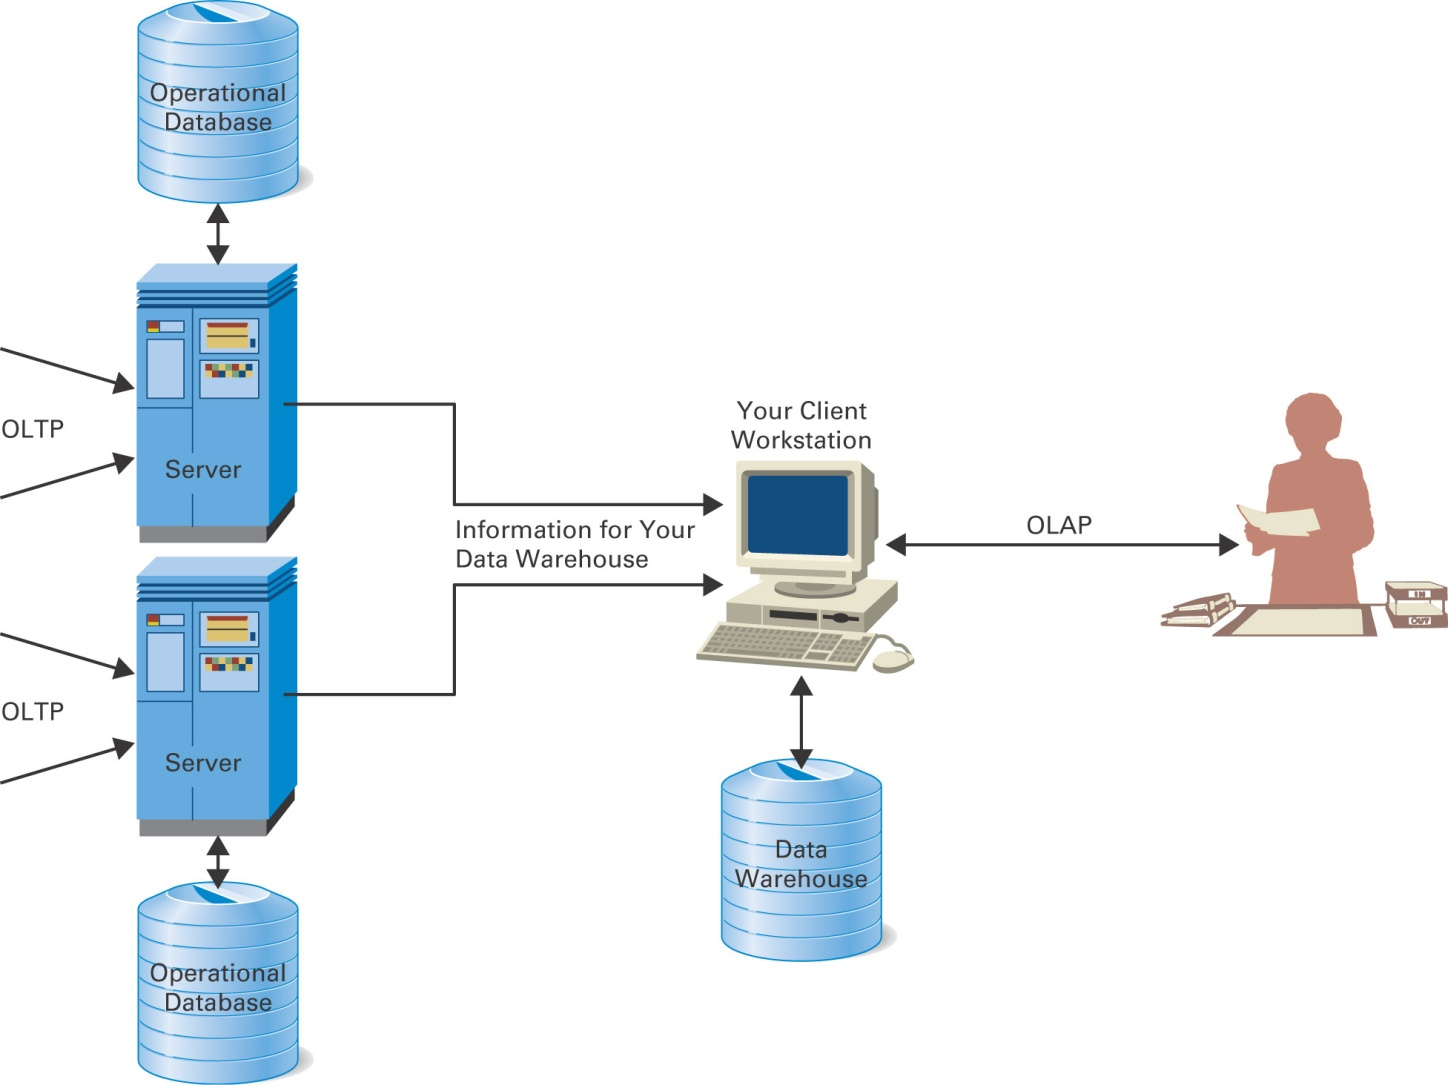 Operational
Database
OLTP
Server
Your Client
Workstation
Information for Your
Data Warehouse
OLAP
IN
OUT
OLTP
Server
Data
Warehouse
Operational
Database